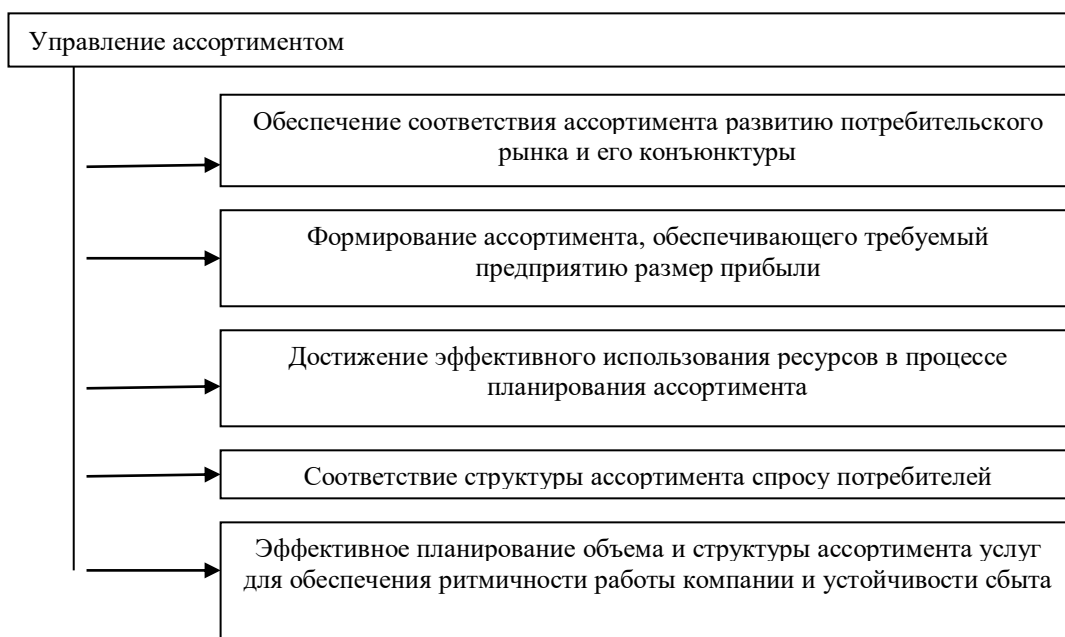 Управление ассортиментом
Обеспечение соответствия ассортимента развитию потребительского
рынка и его конъюнктуры
Формирование ассортимента, обеспечивающего требуемый
предприятию размер прибыли
Достижение эффективного использования ресурсов в процессе
планирования ассортимента
Соответствие структуры ассортимента спросу потребителей
Эффективное планирование объема и структуры ассортимента услуг
для обеспечения ритмичности работы компании и устойчивости сбыта